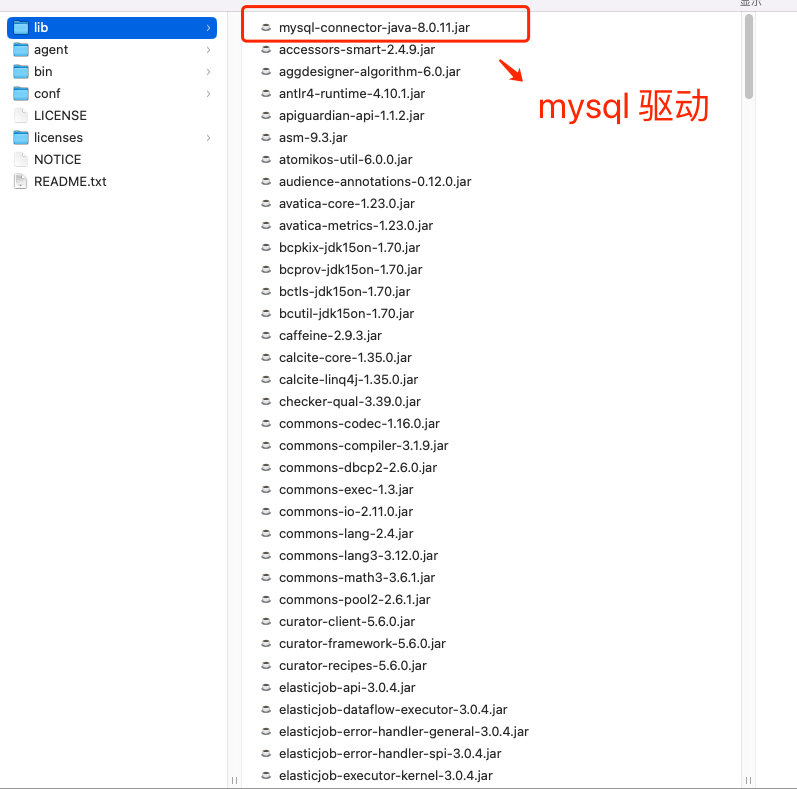 显示
lib
agent
bin
conf
LICENSE
licenses
NOTICE
README.txt
mysql-connector-java-8.0.11.jar
accessors-smart-2.4.9.jar
aggdesigner-algorithm-6.0.jar
antlr4-runtime-4.10.1.jar
apiguardian-api-1.1.2.jar
asm-9.3.jar
atomikos-util-6.0.0.jar
audience-annotations-0.12.0.jar
avatica-core-1.23.0.jar
avatica-metrics-1.23.0.jar
bcpkix-jdk15on-1.70.jar
bcprov-jdk15on-1.70.jar
bctls-jdk15on-1.70.jar
bcutil-jdk15on-1.70.jar
caffeine-2.9.3.jar
calcite-core-1.35.0.jar
calcite-linq4j-1.35.0.jar
checker-qual-3.39.0.jar
commons-codec-1.16.0.jar
commons-compiler-3.1.9.jar
commons-dbcp2-2.6.0.jar
commons-exec-1.3.jar
commons-io-2.11.0.jar
commons-lang-2.4.jar
commons-lang3-3.12.0.jar
commons-math3-3.6.1.jar
commons-pool2-2.6.1.jar
curator-client-5.6.0.jar
curator-framework-5.6.0.jar
curator-recipes-5.6.0.jar
elasticjob-api-3.0.4.jar
elasticjob-dataflow-executor-3.0.4.jar
elasticjob-error-handler-general-3.0.4.jar
elasticjob-error-handler-spi-3.0.4.jar
elasticjob-executor-kernel-3.0.4.jar
mysql 驱动